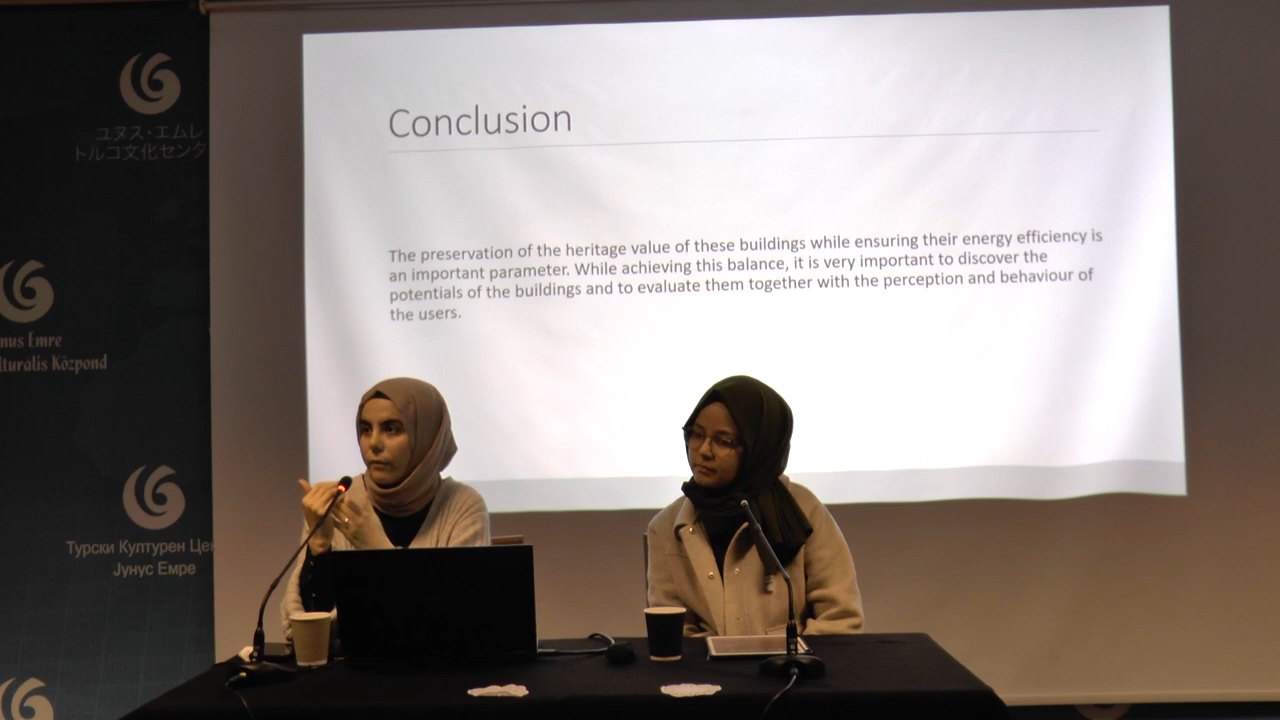 ユヌス・エムレ
トルコ文化センタ
Emre
Központ
Турски Културен
Јунус Емре
Conclusion
The preservation of the heritage value of these buildings while ensuring their energy efficiency is
an important parameter. While achieving this balance, it is very important to discover the
potentials of the buildings and to evaluate them together with the perception and behaviour of
the users.